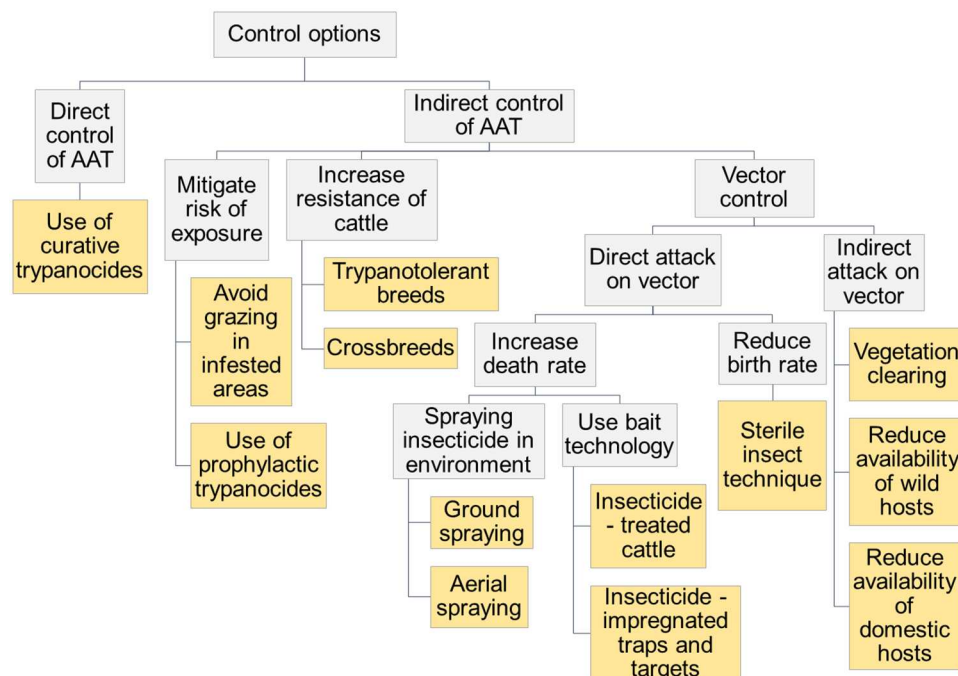 Control options
Direct
control
of AAT
Indirect control
of AAT
Use of
curative
trypanocides
Mitigate
risk of
exposure
Increase
resistance of
cattle
Vector
control
Avoid
grazing
in
infested
areas
Use of
prophylactic
trypanocides
Trypanotolerant
breeds
Crossbreeds
Direct attack
on vector
Indirect
attack on
vector
Increase
death rate
Reduce
birth rate
Spraying
insecticide in
environment
Use bait
technology
Sterile
insect
technique
Ground
spraying
Aerial
spraying
Insecticide
- treated
cattle
Insecticide -
impregnated
traps and
targets
Vegetation
clearing
Reduce
availability
of wild
hosts
Reduce
availability
of
domestic
hosts